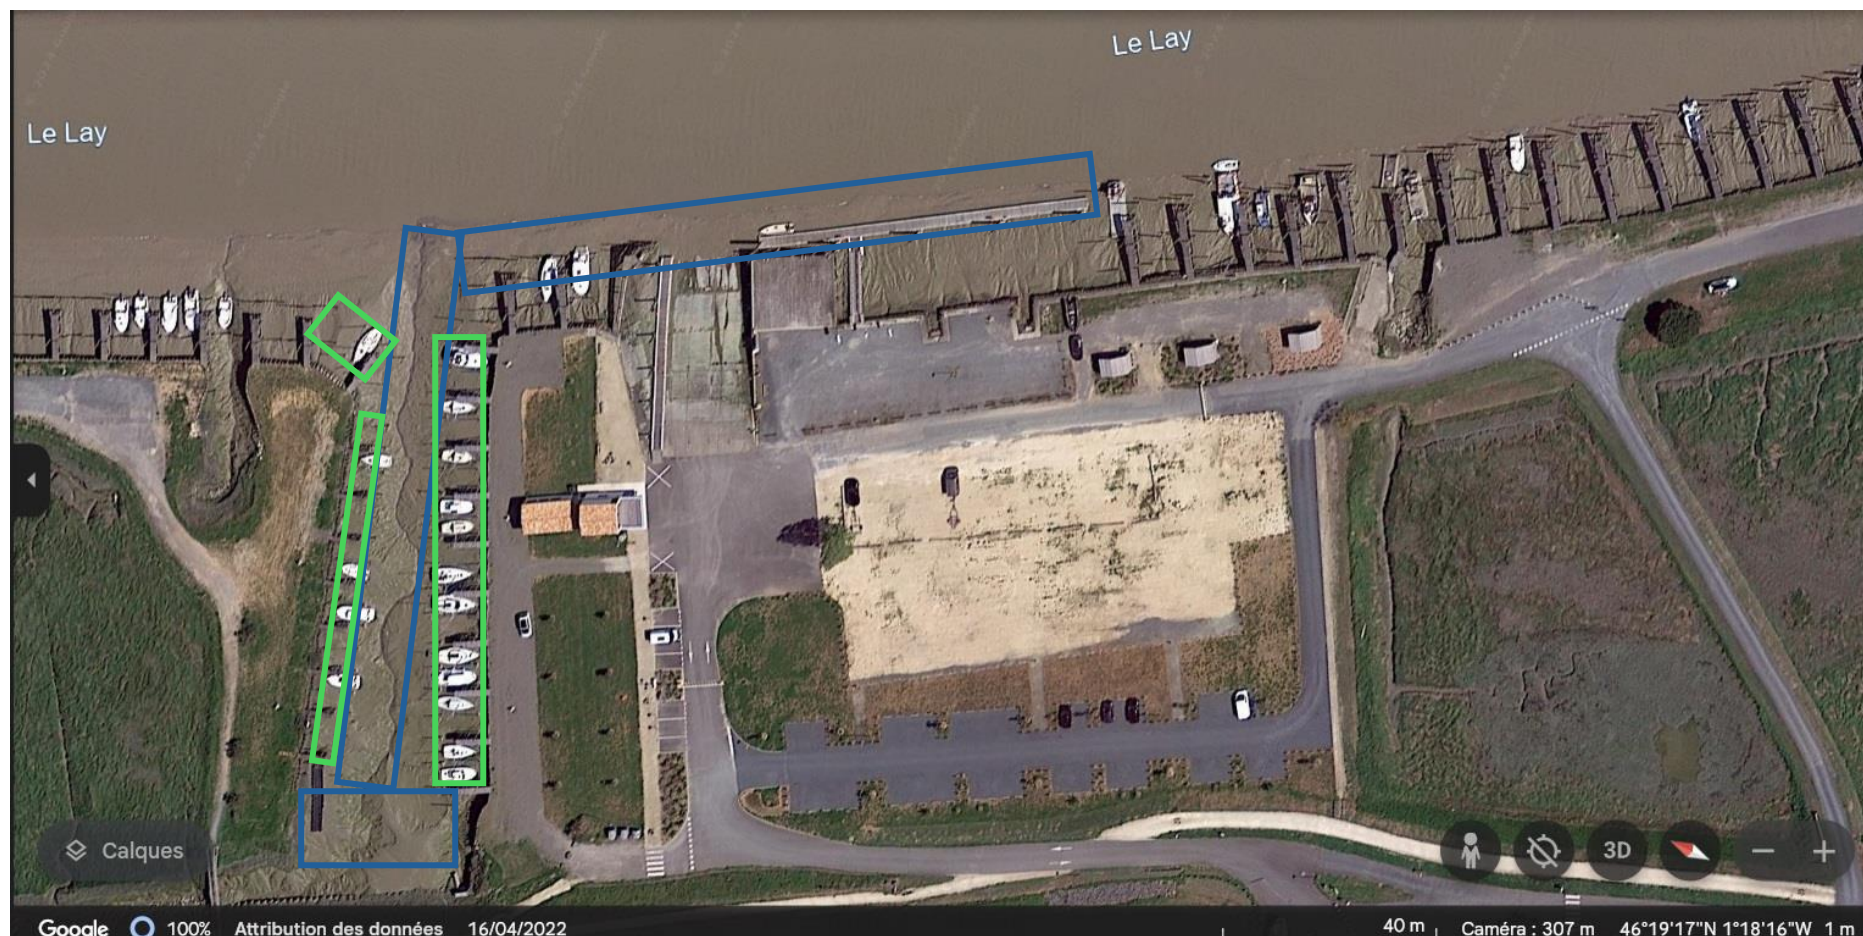 Le Lay
Le Lay
Calques
3D
Google 100% Attribution des données 16/04/2022 40 m Caméra : 307 m 46°19'17"N 1°18'16"W 1 m